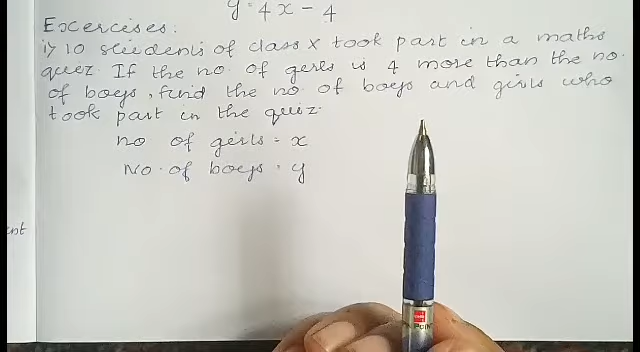 y = 4x - 4
Exercises:
1) 10 students of class X took part in a maths
quiz. If the no. of girls is 4 more than the no.
of boys, find the no. of boys and girls who
took part in the quiz.
no of girls = x
No. of boys = y